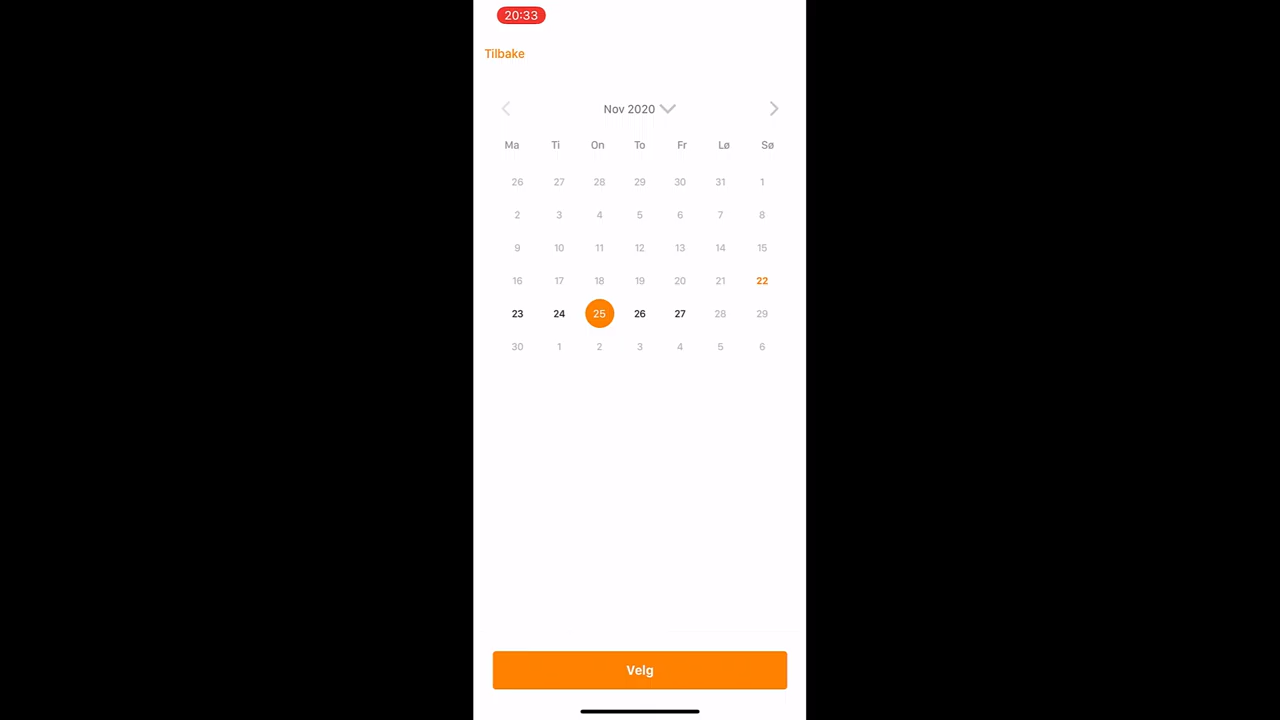 20:33
Tilbake
Nov 2020
Ma Ti On To Fr Lø Sø
26 27 28 29 30 31 1
2 3 4 5 6 7 8
9 10 11 12 13 14 15
16 17 18 19 20 21 22
23 24 25 26 27 28 29
30 1 2 3 4 5 6
Velg